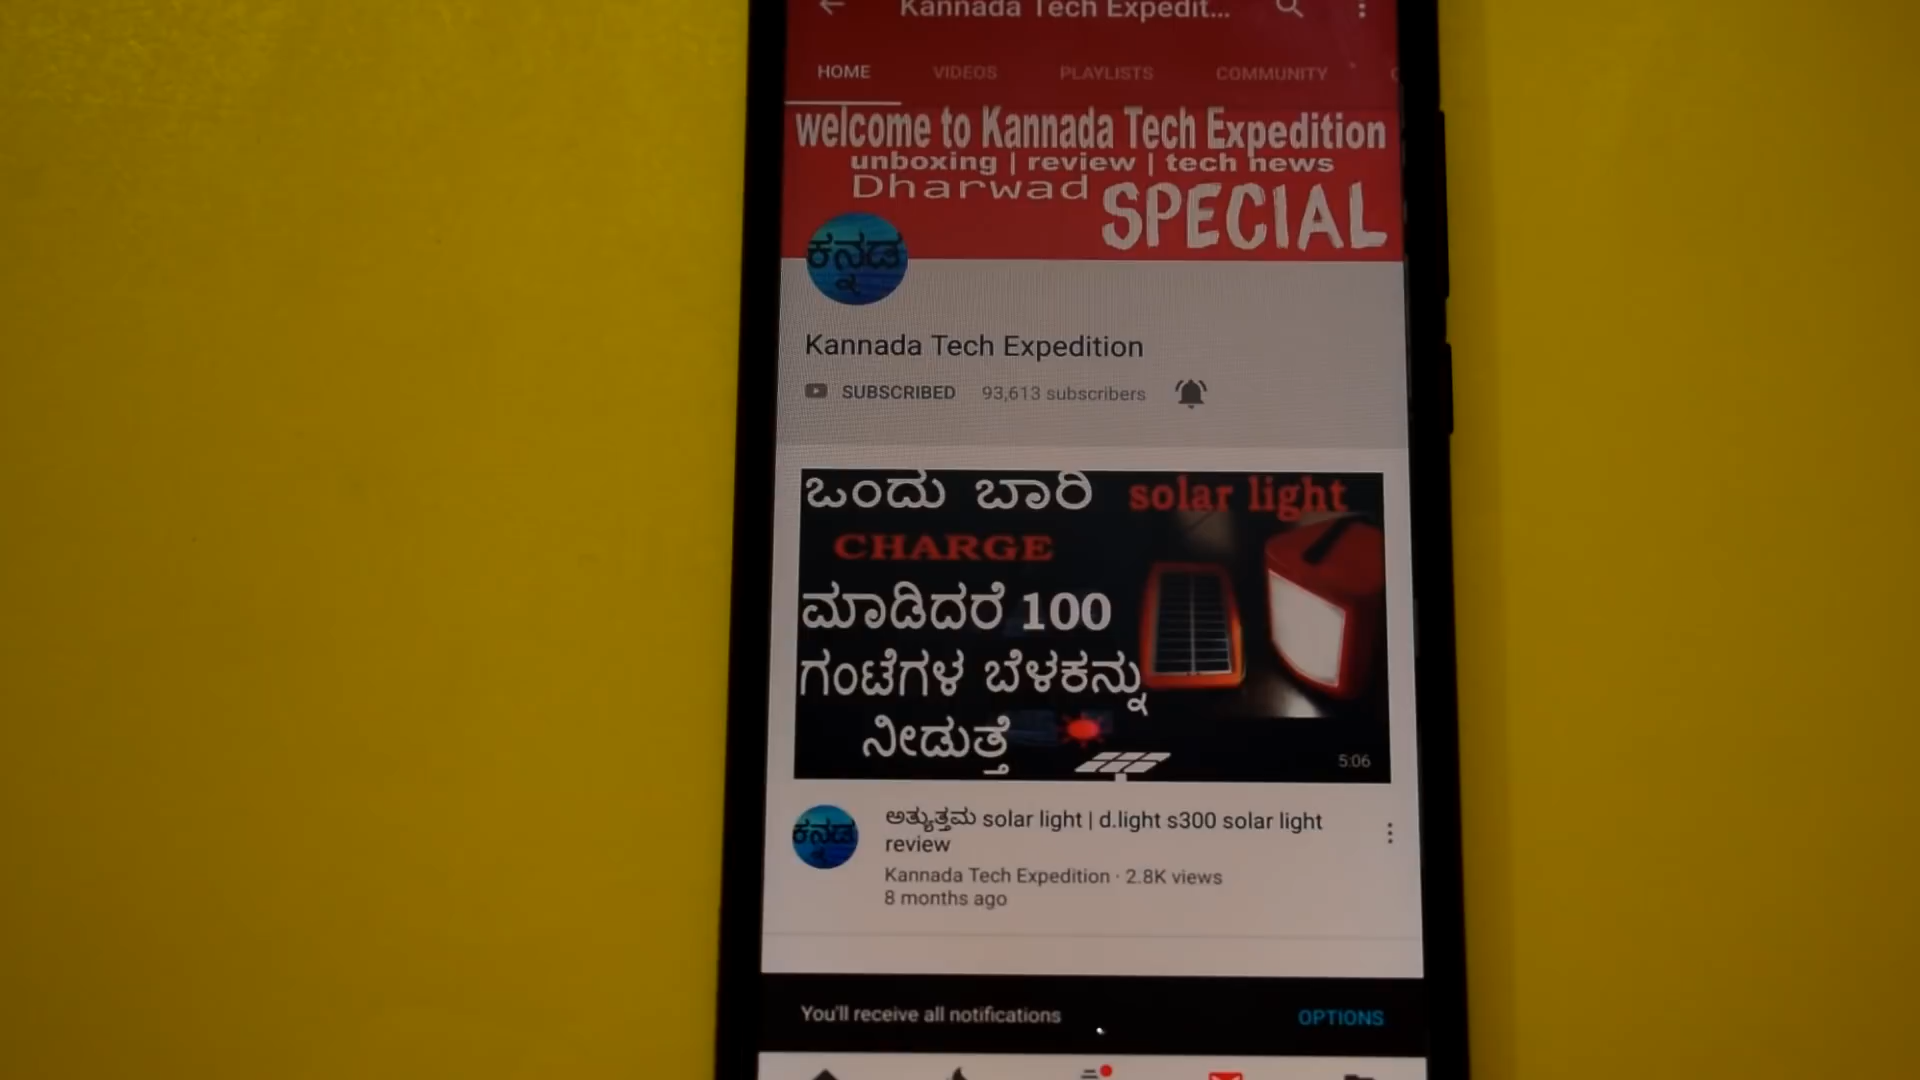 Kannada Tech Expedit...
HOME VIDEOS PLAYLISTS COMMUNITY
welcome to Kannada Tech Expedition
unboxing | review | tech news
Dharwad SPECIAL
ಕನ್ನಡ
Kannada Tech Expedition
SUBSCRIBED 93,613 subscribers
ಒಂದು ಬಾರಿ solar light
CHARGE
ಮಾಡಿದರೆ 100
ಗಂಟೆಗಳ ಬೆಳಕನ್ನು
ನೀಡುತ್ತೆ
5:06
ಕನ್ನಡ
ಅತ್ಯುತ್ತಮ solar light | d.light s300 solar light
review
Kannada Tech Expedition · 2.8K views
8 months ago
You'll receive all notifications OPTIONS